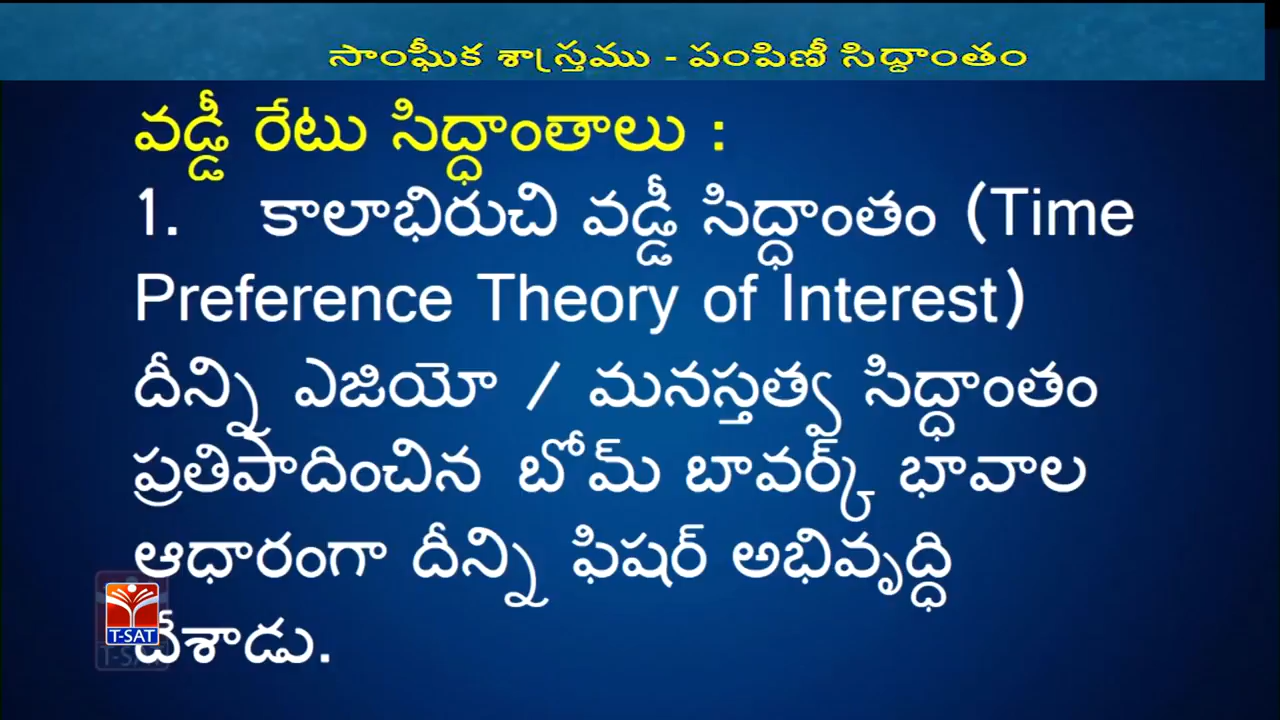 సాంఘీక శాస్త్రము - పంపిణీ సిద్దాంతం
వడ్డీ రేటు సిద్ధాంతాలు :
1. కాలాభిరుచి వడ్డీ సిద్ధాంతం (Time
Preference Theory of Interest)
దీన్ని ఎజియో / మనస్తత్వ సిద్ధాంతం
ప్రతిపాదించిన బోమ్ బావర్క్ భావాల
ఆధారంగా దీన్ని ఫిషర్ అభివృద్ధి
చేశాడు.
T-SAT